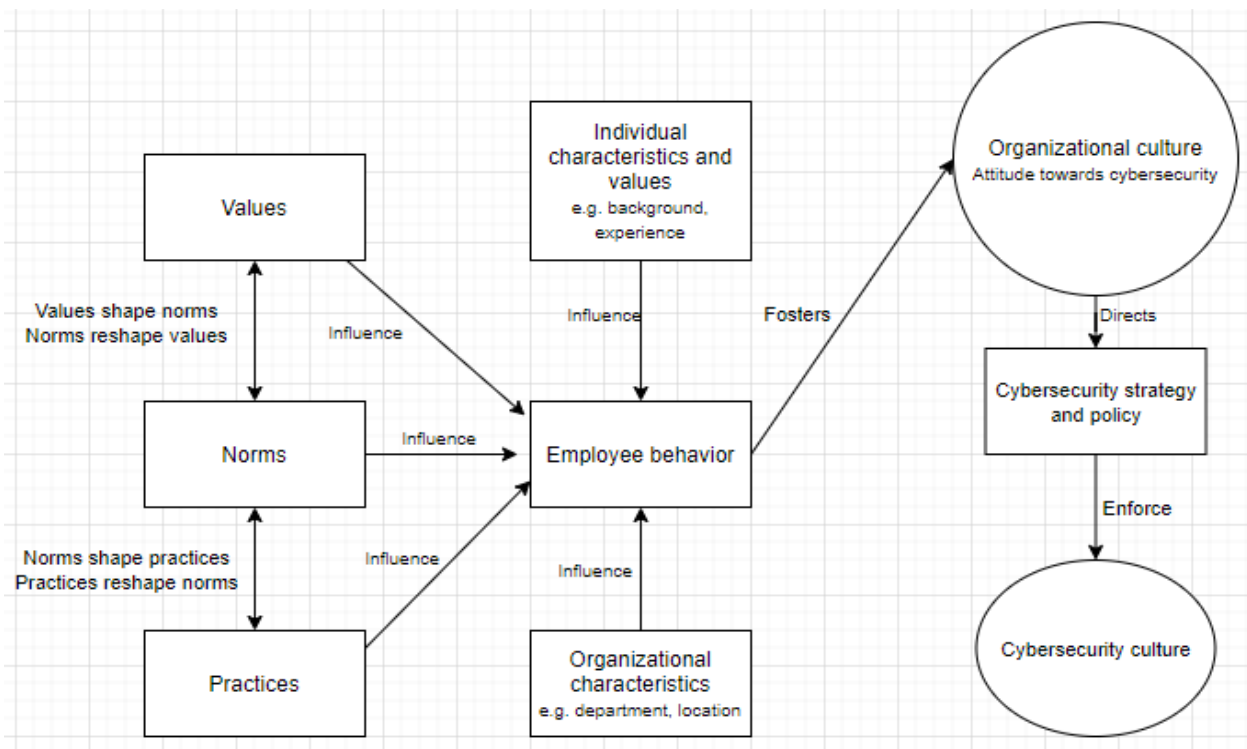 Values
Values shape norms
Norms reshape values
Influence
Norms
Influence
Norms shape practices
Practices reshape norms
Influence
Practices
Individual
characteristics and
values
e.g. background,
experience
Influence
Employee behavior
Influence
Organizational
characteristics
e.g. department, location
Fosters
Organizational culture
Attitude towards cybersecurity
Directs
Cybersecurity strategy
and policy
Enforce
Cybersecurity culture